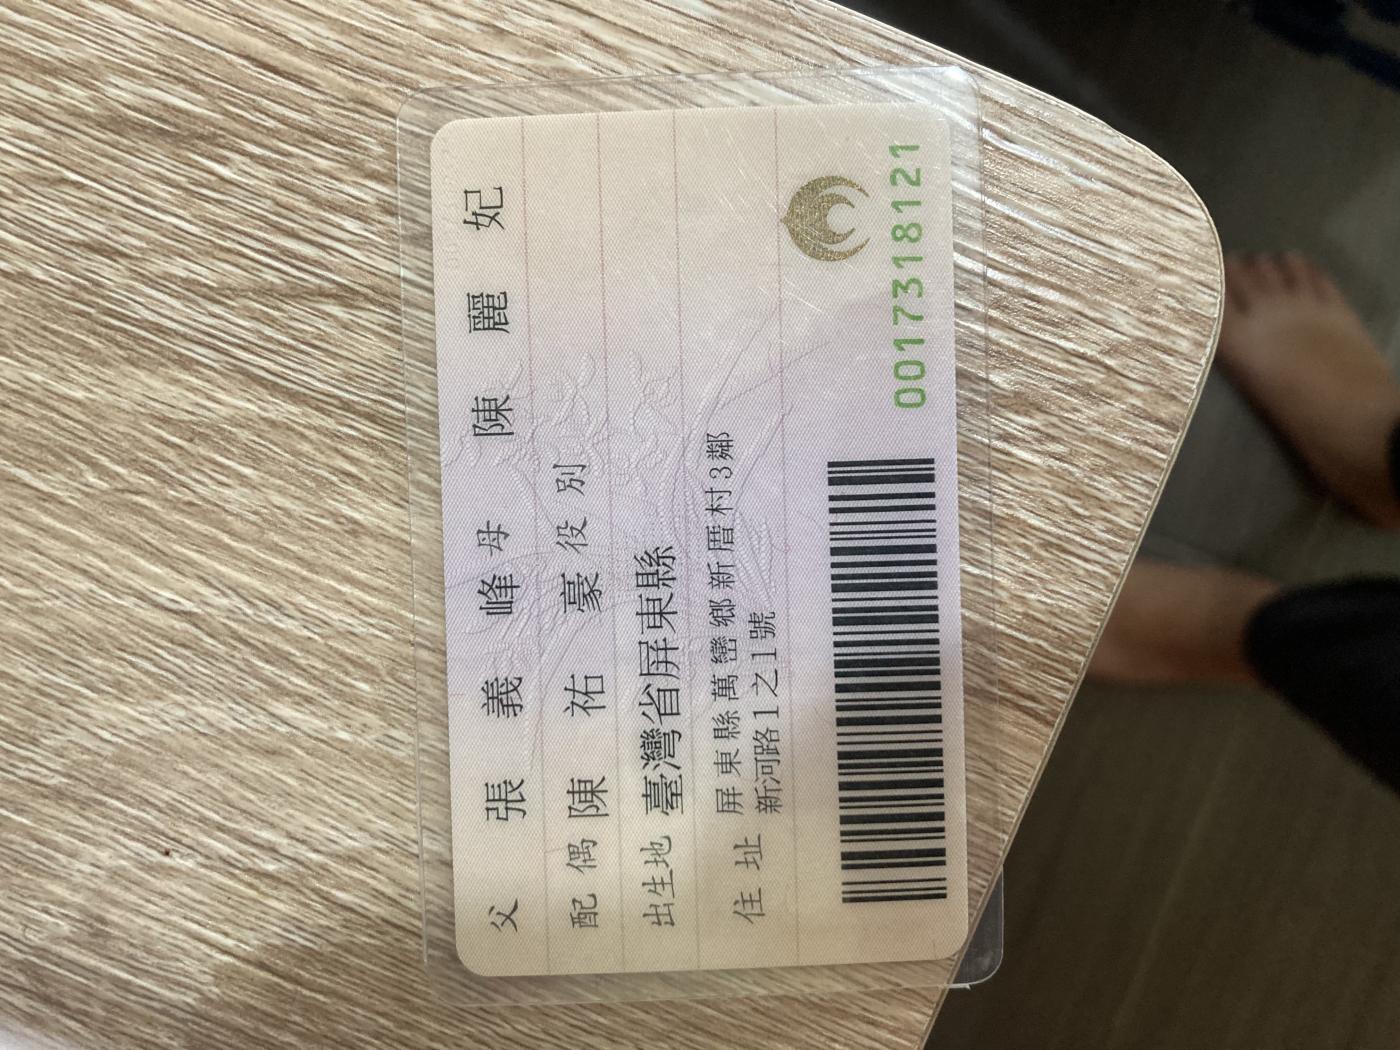 父 張義峰 母 陳麗妃
配偶 陳祐豪 役別
出生地 臺灣省屏東縣
住址 屏東縣萬巒鄉新厝村3鄰
新河路1之1號
0017318121